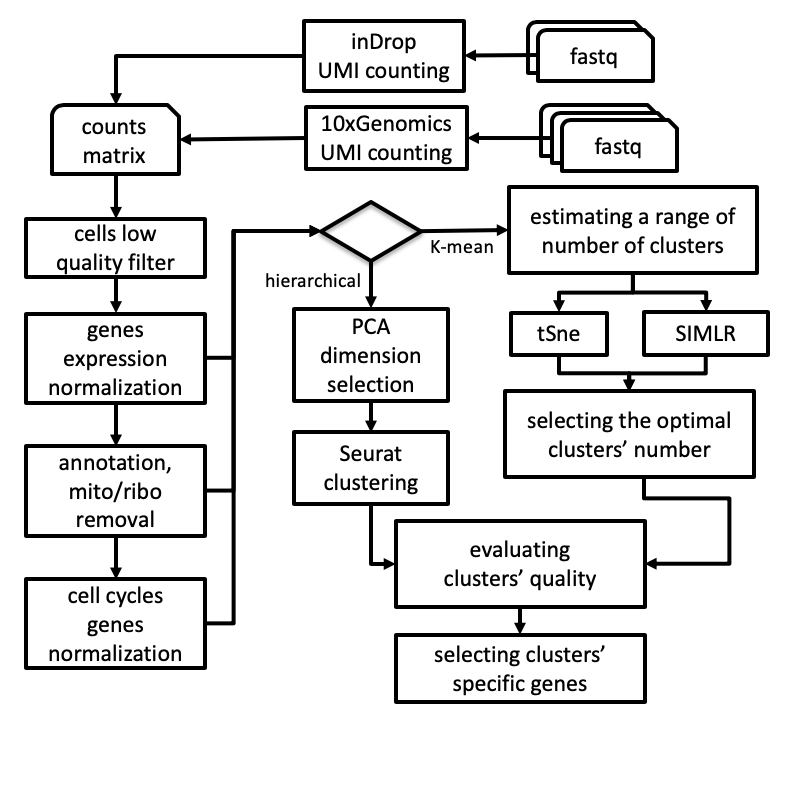 inDrop
UMI counting
fastq
counts
matrix
10xGenomics
UMI counting
fastq
cells low
quality filter
K-mean
estimating a range of
number of clusters
hierarchical
genes
expression
normalization
PCA
dimension
selection
tSne
SIMLR
annotation,
mito/ribo
removal
Seurat
clustering
selecting the optimal
clusters’ number
cell cycles
genes
normalization
evaluating
clusters’ quality
selecting clusters’
specific genes